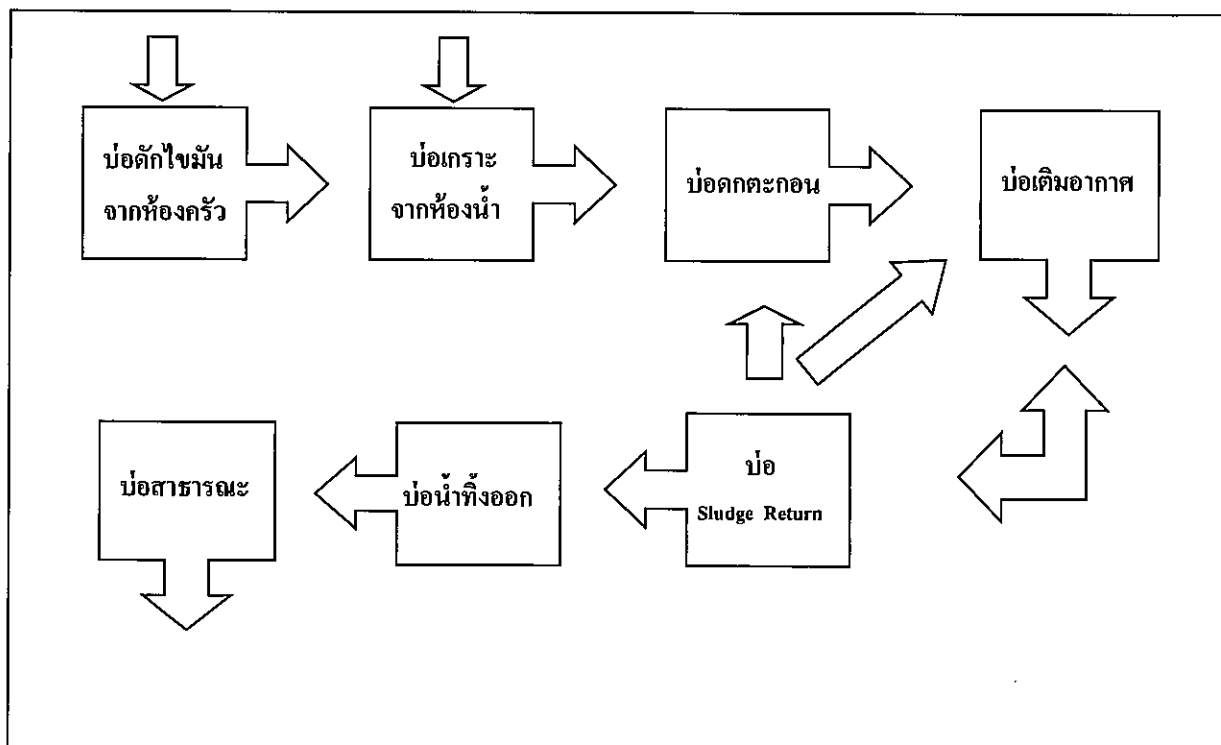 บ่อดักไขมัน
จากห้องครัว
บ่อเกราะ
จากห้องน้ำ
บ่อดกตะกอน
บ่อเติมอากาศ
บ่อสาธารณะ
บ่อน้ำทิ้งออก
บ่อ
Sludge Return